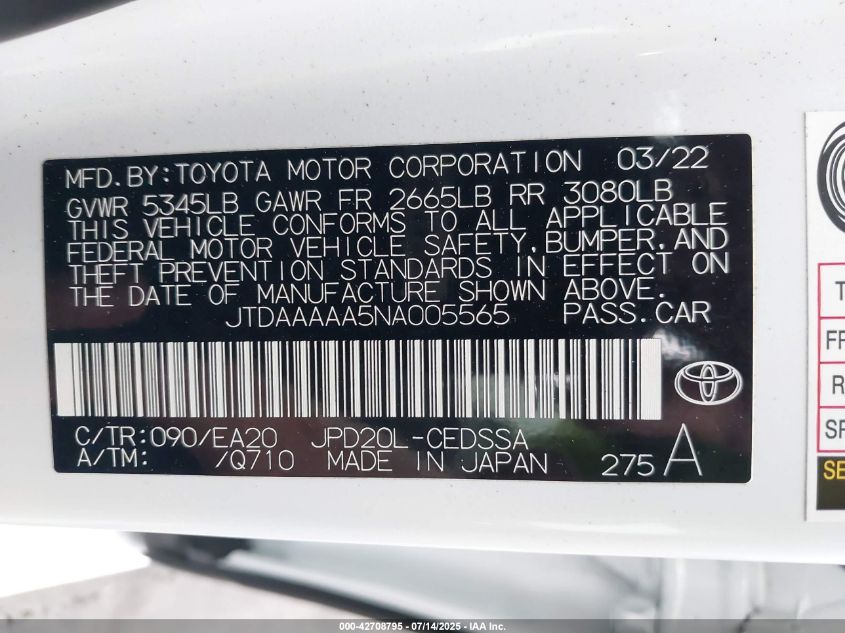 MFD.BY:TOYOTA MOTOR CORPORATION 03/22
GVWR 5345LB GAWR FR 2665LB RR 3080LB
THIS VEHICLE CONFORMS TO ALL APPLICABLE
FEDERAL MOTOR VEHICLE SAFETY,BUMPER,AND
THEFT PREVENTION STANDARDS IN EFFECT ON
THE DATE OF MANUFACTURE SHOWN ABOVE.
JTDAAAAA5NA005565 PASS.CAR
C/TR:090/EA20 JPD20L-CEDSSA
A/TM: /Q710 MADE IN JAPAN 275 A
T
FR
R
SP
SE
000-42708795 - 07/14/2025 - IAA Inc.